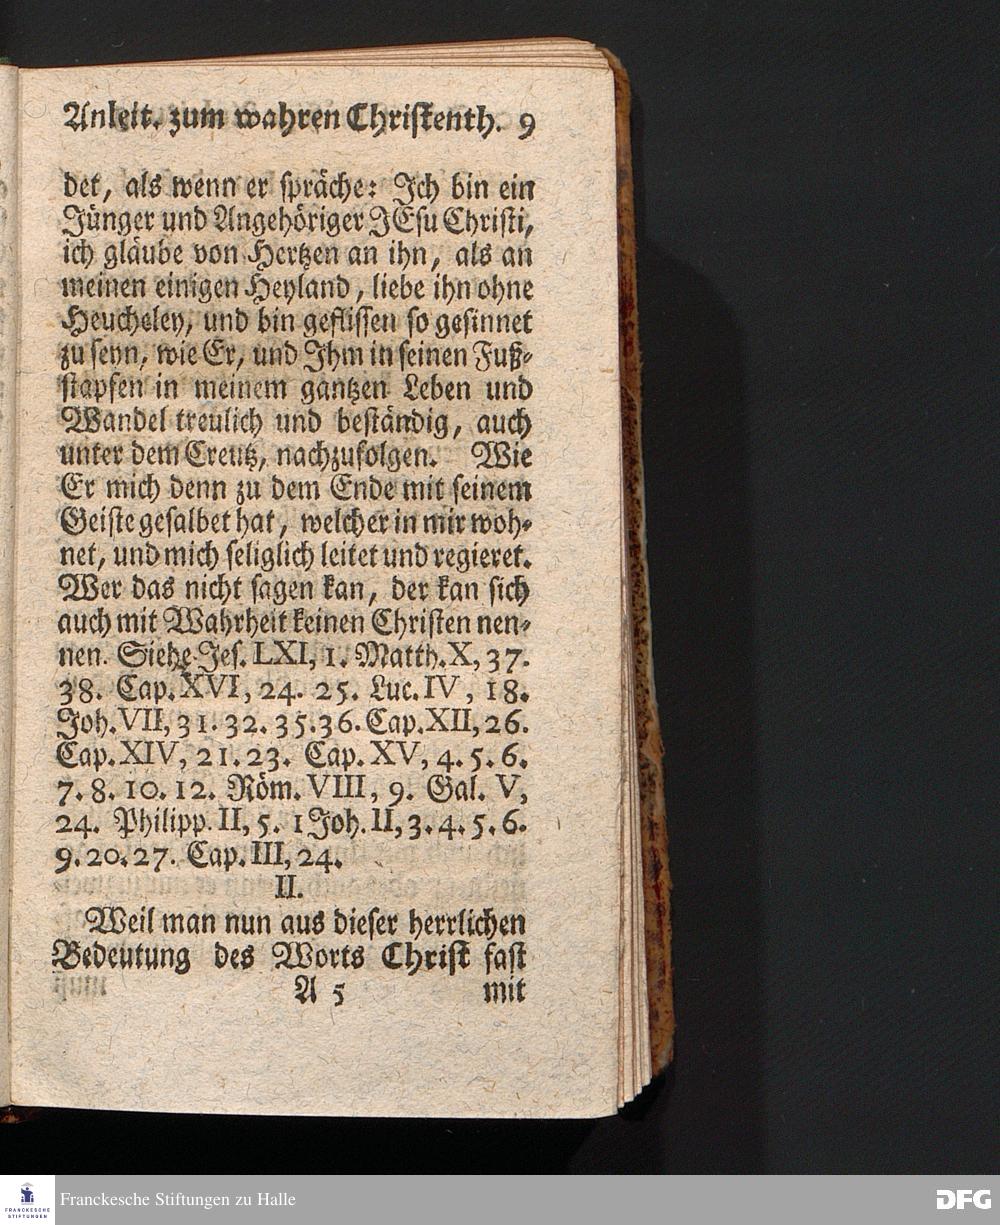 Anleit. zum wahren Christenth. 9
det, als wenn er spräche: Ich bin ein
Jünger und Angehöriger JEsu Christi,
ich gläube von Hertzen an ihn, als an
meinen einigen Heyland, liebe ihn ohne
Heucheley, und bin geflissen so gesinnet
zu seyn, wie Er, und Ihm in seinen Fuß-
stapfen in meinem gantzen Leben und
Wandel treulich und beständig, auch
unter dem Creutz, nachzufolgen. Wie
Er mich denn zu dem Ende mit seinem
Geiste gesalbet hat, welcher in mir woh-
net, und mich seliglich leitet und regieret.
Wer das nicht sagen kan, der kan sich
auch mit Wahrheit keinen Christen nen-
nen. Siehe Jes. LXI, 1. Matth. X, 37.
38. Cap. XVI, 24. 25. Luc. IV, 18.
Joh. VII, 31. 32. 35. 36. Cap. XII, 26.
Cap. XIV, 21. 23. Cap. XV, 4. 5. 6.
7. 8. 10. 12. Röm. VIII, 9. Gal. V,
24. Philipp. II, 5. 1 Joh. II, 3. 4. 5. 6.
9. 20. 27. Cap. III, 24.
II.
Weil man nun aus dieser herrlichen
Bedeutung des Worts Christ fast
A 5 mit
FRANCKESCHE
STIFTUNGEN
Franckesche Stiftungen zu Halle
DFG